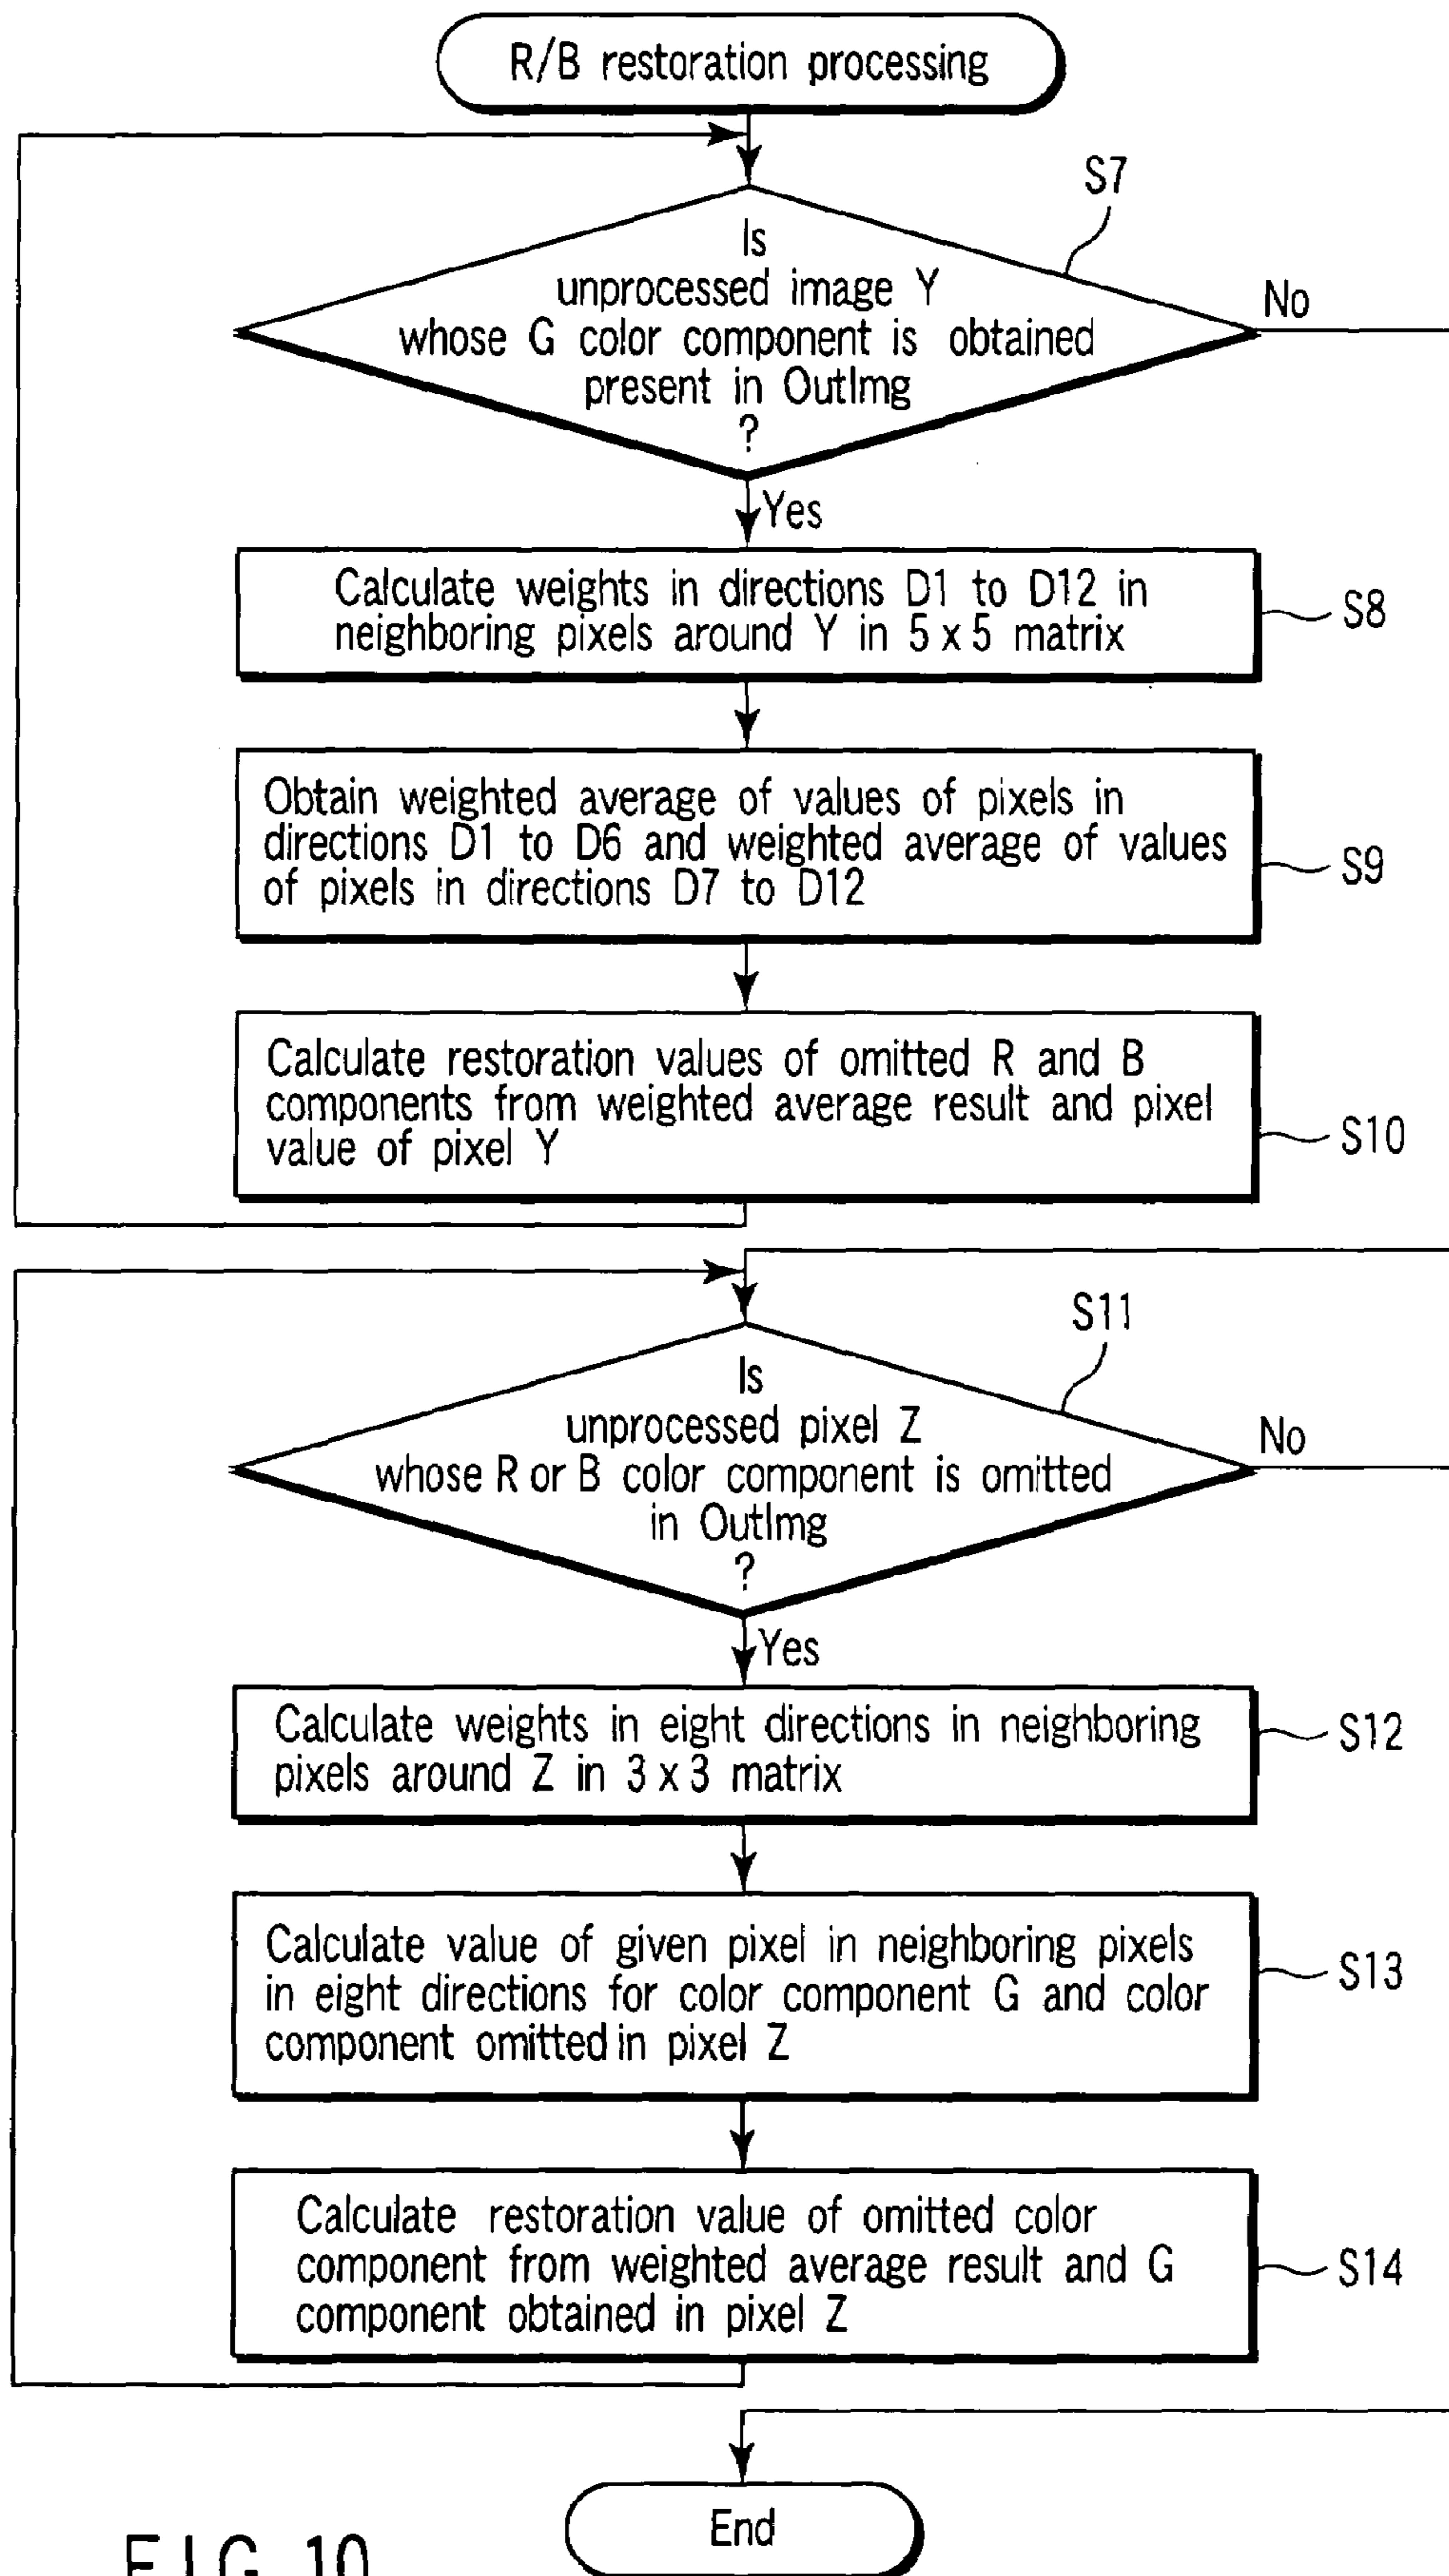 R/B restoration processing
S7
Is
unprocessed image Y
whose G color component is obtained
present in OutImg
?
No
Yes
Calculate weights in directions D1 to D12 in
neighboring pixels around Y in 5 x 5 matrix
S8
Obtain weighted average of values of pixels in
directions D1 to D6 and weighted average of values
of pixels in directions D7 to D12
S9
Calculate restoration values of omitted R and B
components from weighted average result and pixel
value of pixel Y
S10
S11
Is
unprocessed pixel Z
whose R or B color component is omitted
in OutImg
?
No
Yes
Calculate weights in eight directions in neighboring
pixels around Z in 3 x 3 matrix
S12
Calculate value of given pixel in neighboring pixels
in eight directions for color component G and color
component omitted in pixel Z
S13
Calculate restoration value of omitted color
component from weighted average result and G
component obtained in pixel Z
S14
End
FIG. 10